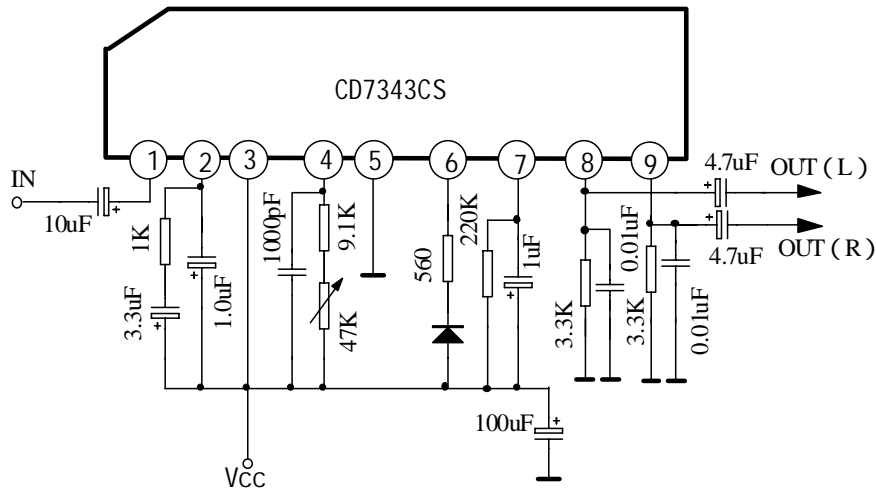 CD7343CS
1 2 3 4 5 6 7 8 9
IN
10uF
1K
3.3uF
1.0uF
1000pF
9.1K
47K
560
220K
1uF
4.7uF
OUT(L)
4.7uF
OUT(R)
0.01uF
3.3K
3.3K
0.01uF
100uF
Vcc